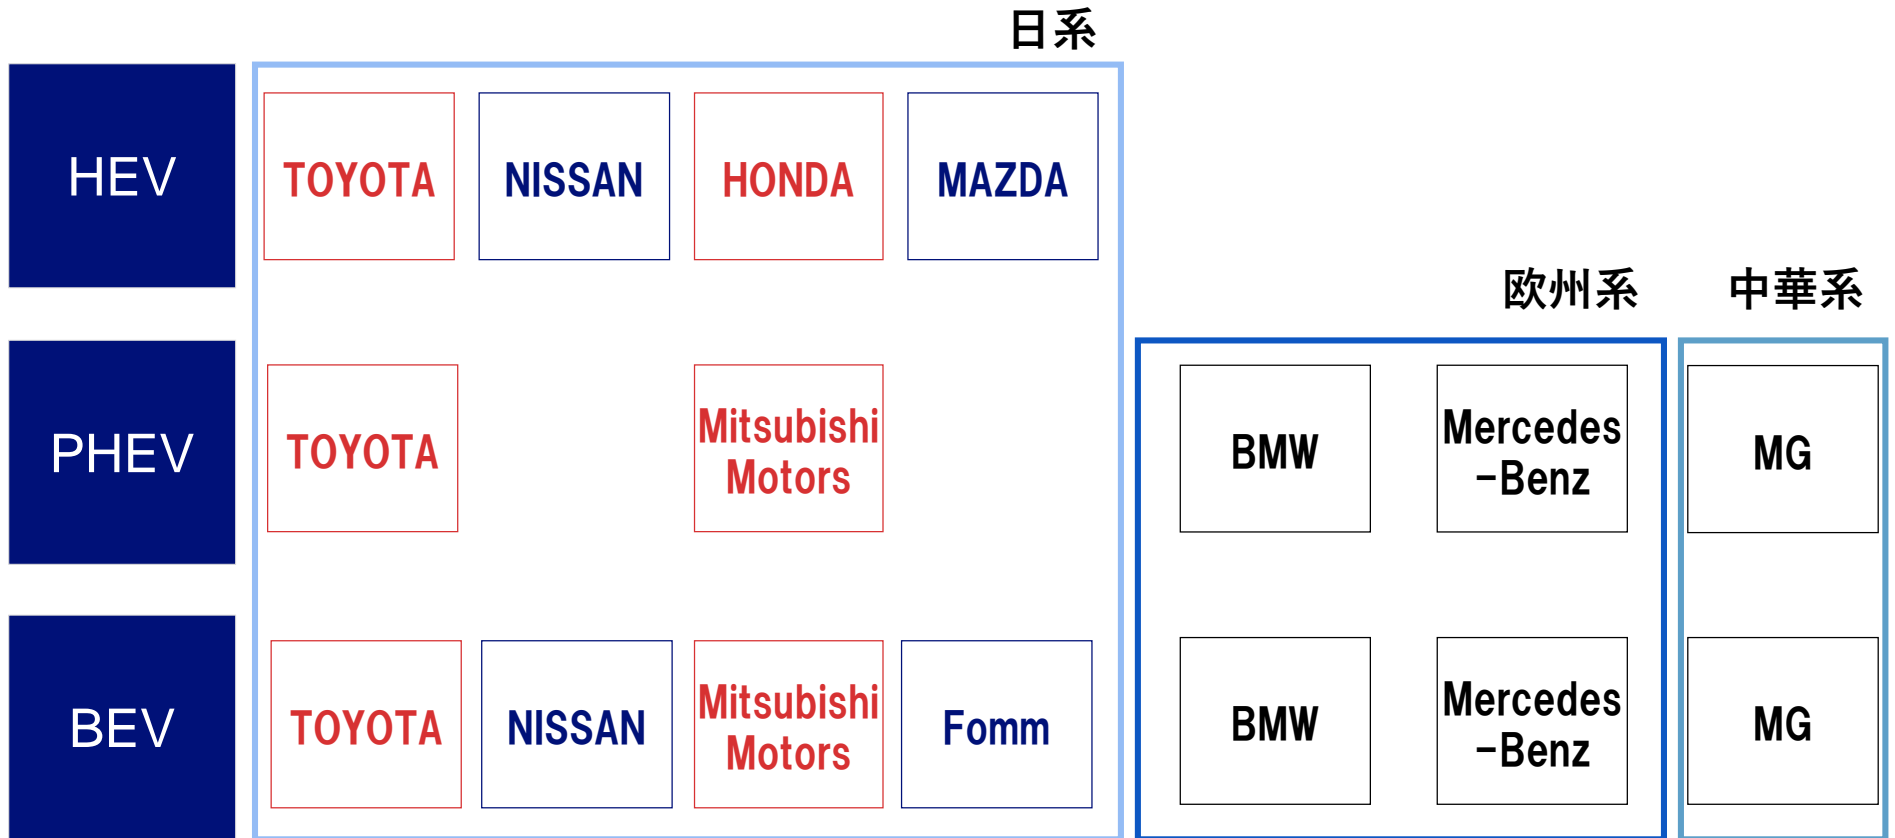 日系
HEV
TOYOTA
NISSAN
HONDA
MAZDA
欧州系
中華系
PHEV
TOYOTA
Mitsubishi
Motors
BMW
Mercedes
-Benz
MG
BEV
TOYOTA
NISSAN
Mitsubishi
Motors
Fomm
BMW
Mercedes
-Benz
MG